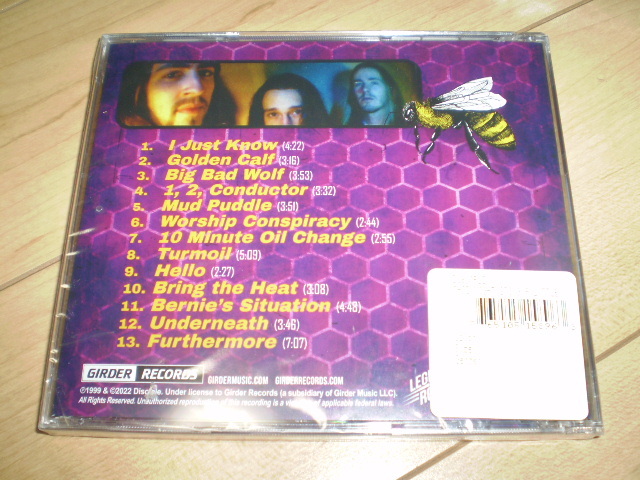 1. I Just Know (4:22)
2. Golden Calf (3:16)
3. Big Bad Wolf (3:53)
4. 1, 2, Conductor (3:32)
5. Mud Puddle (3:51)
6. Worship Conspiracy (2:44)
7. 10 Minute Oil Change (2:55)
8. Turmoil (5:09)
9. Hello (2:27)
10. Bring the Heat (3:08)
11. Bernie's Situation (4:48)
12. Underneath (3:46)
13. Furthermore (7:07)
GIRDER RECORDS GIRDERMUSIC.COM GIRDERRECORDS.COM
℗1999 & ©2022 Disciple. Under license to Girder Records (a subsidiary of Girder Music LLC).
All Rights Reserved. Unauthorized reproduction of this recording is a violation of applicable federal laws.